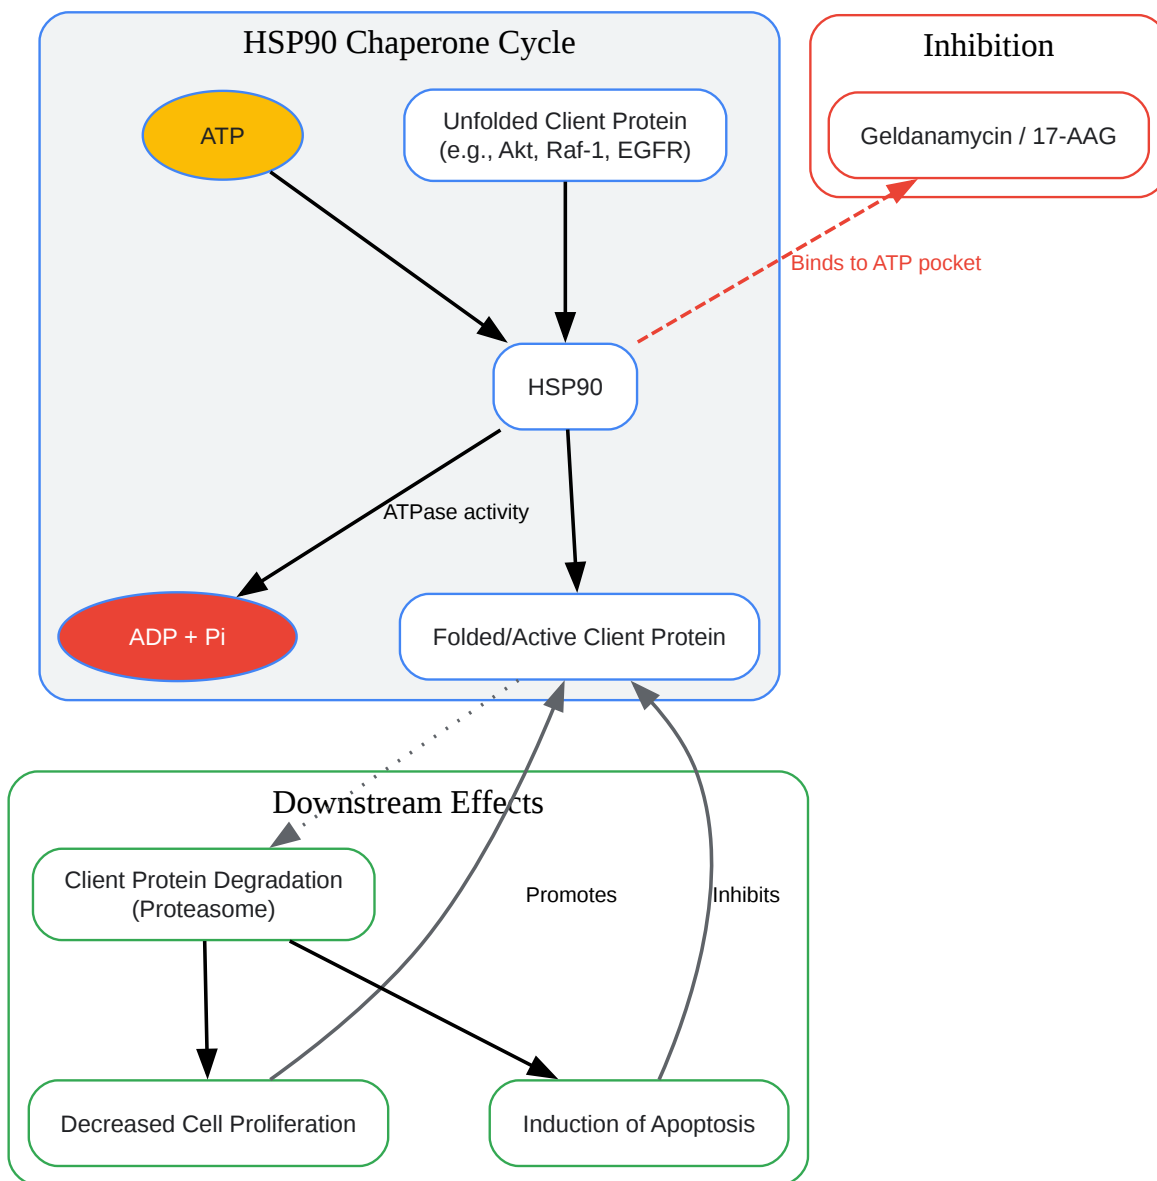 HSP90 Chaperone Cycle
Inhibition
ATP
Unfolded Client Protein
(e.g., Akt, Raf-1, EGFR)
Geldanamycin / 17-AAG
Binds to ATP pocket
HSP90
ATPase activity
ADP + Pi
Folded/Active Client Protein
Downstream Effects
Client Protein Degradation
(Proteasome)
Promotes
Inhibits
Decreased Cell Proliferation
Induction of Apoptosis